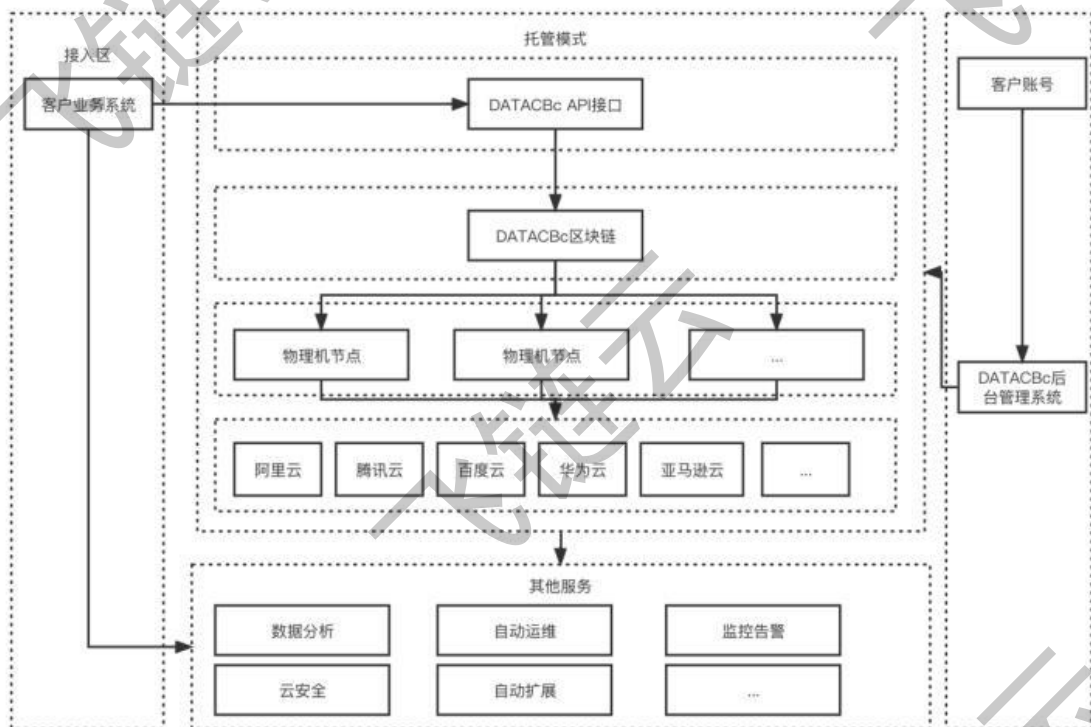 接入区
客户业务系统
托管模式
DATACBc API接口
DATACBc区块链
物理机节点
物理机节点
...
阿里云
腾讯云
百度云
华为云
亚马逊云
...
其他服务
数据分析
自动运维
监控告警
云安全
自动扩展
...
客户账号
DATACBc后
台管理系统
飞链云